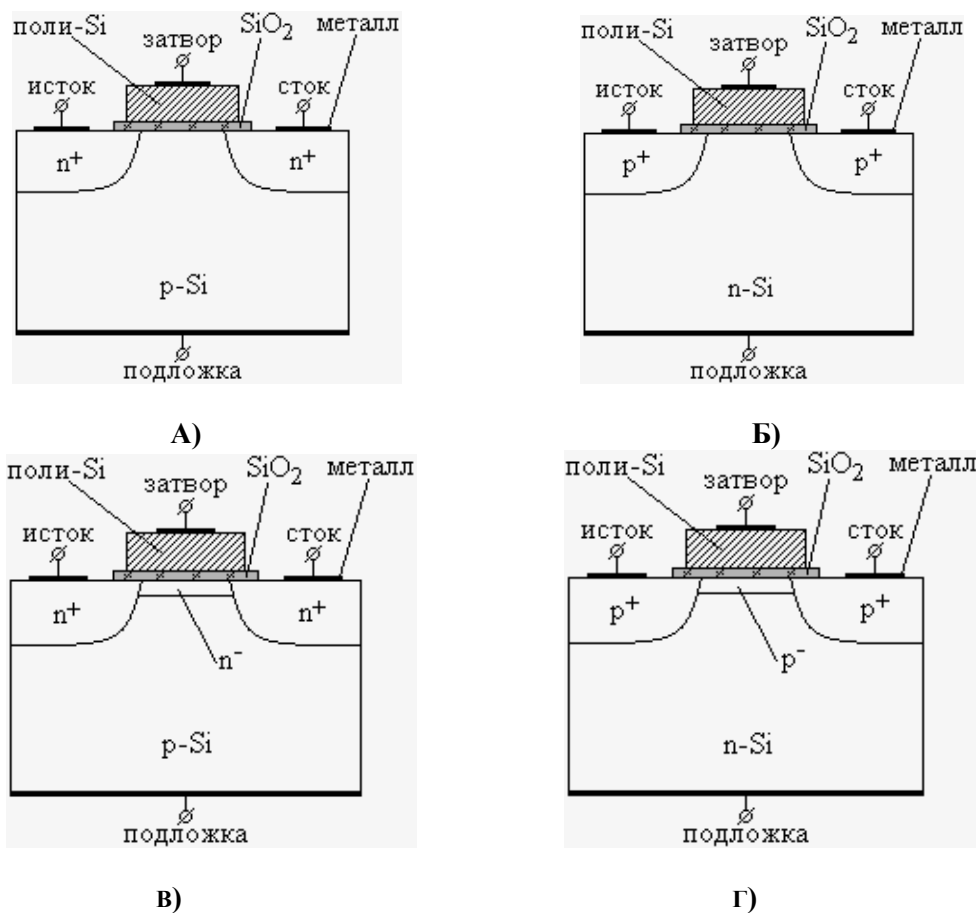 поли-Si SiO2 металл
затвор
исток сток
n+ n+
p-Si
подложка
А)
поли-Si SiO2 металл
затвор
исток сток
p+ p+
n-Si
подложка
Б)
поли-Si SiO2 металл
затвор
исток сток
n+ n+
n-
p-Si
подложка
В)
поли-Si SiO2 металл
затвор
исток сток
p+ p+
p-
n-Si
подложка
Г)